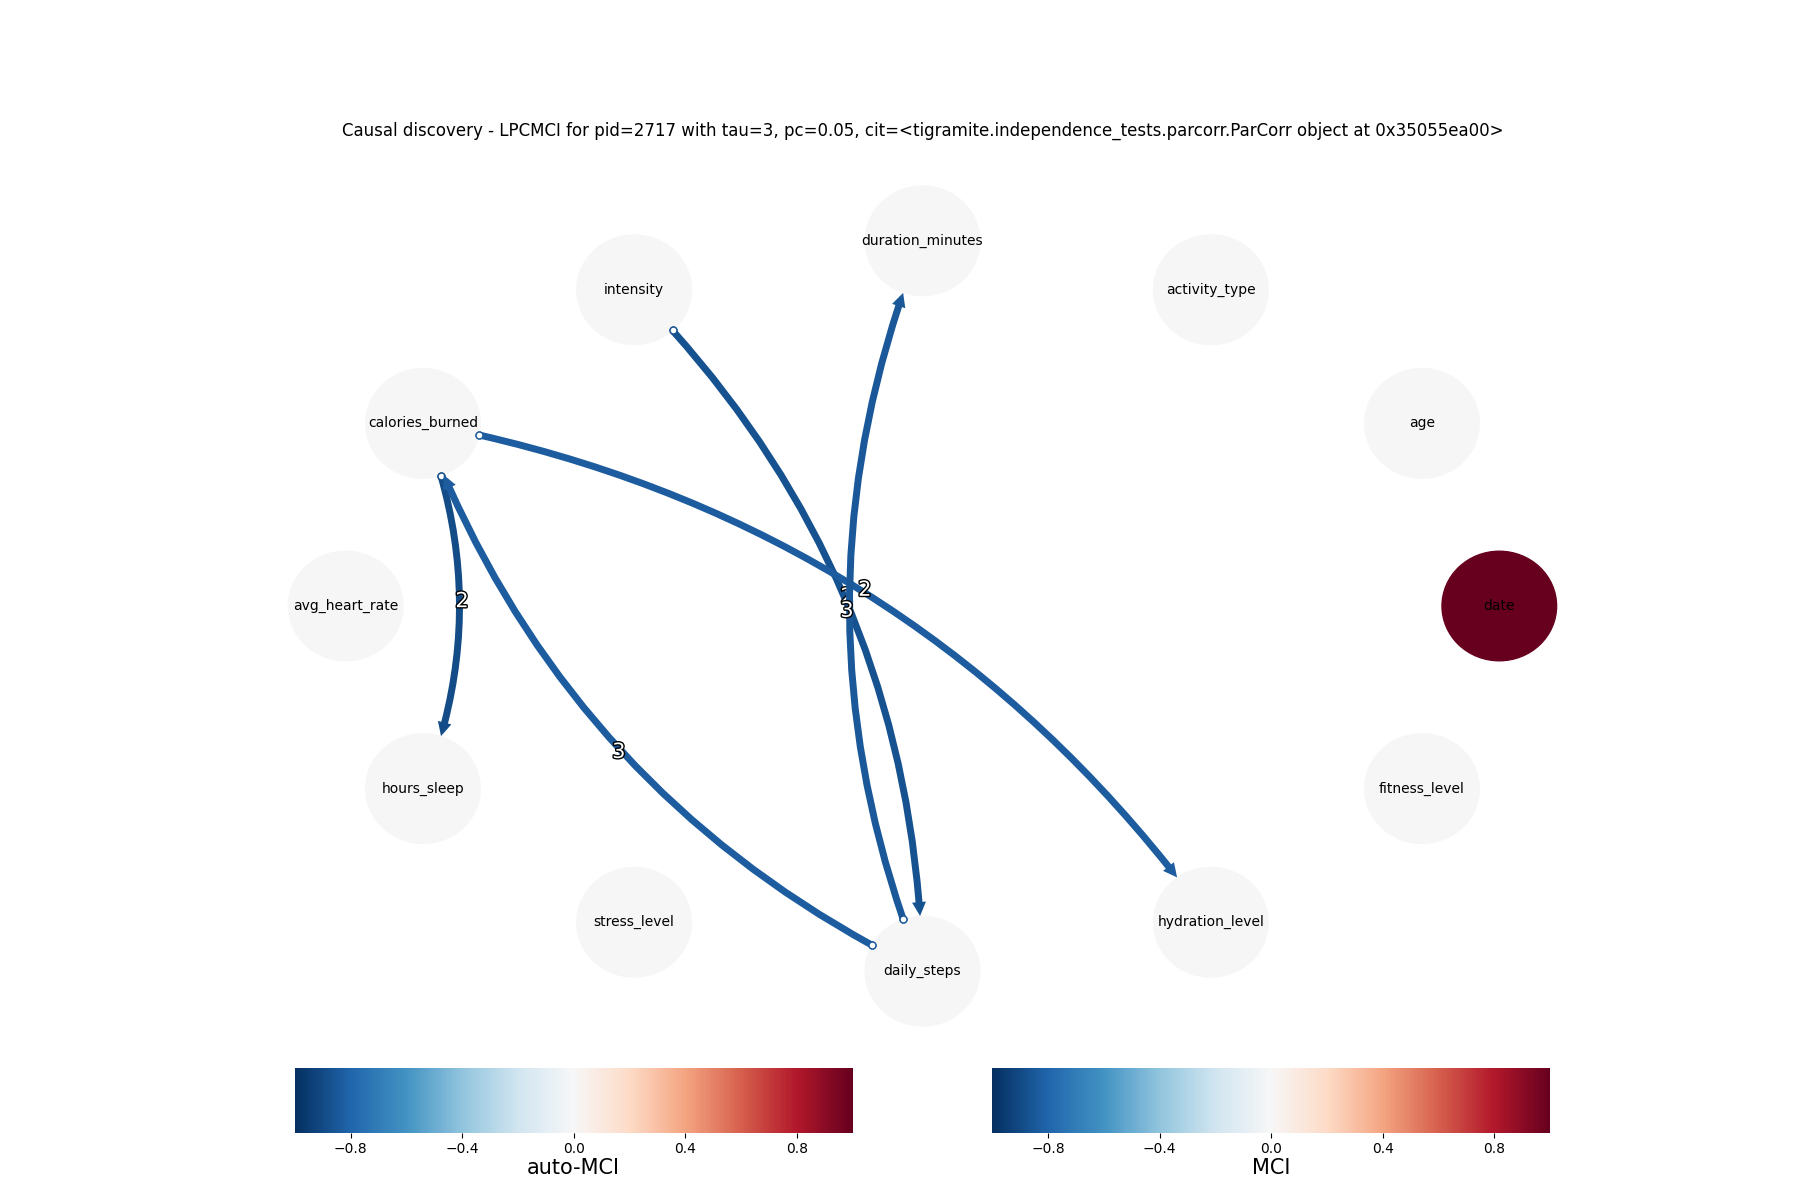 Causal discovery - LPCMCI for pid=2717 with tau=3, pc=0.05, cit=<tigramite.independence_tests.parcorr.ParCorr object at 0x35055ea00>
duration_minutes
intensity
activity_type
calories_burned
age
2
avg_heart_rate
2
3
date
3
hours_sleep
fitness_level
stress_level
hydration_level
daily_steps
−0.8 −0.4 0.0 0.4 0.8
auto-MCI
−0.8 −0.4 0.0 0.4 0.8
MCI